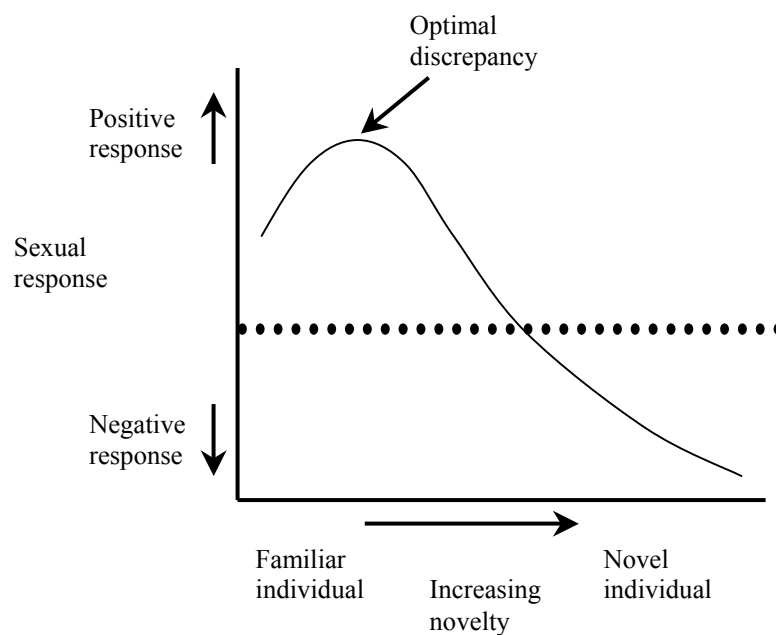 Optimal
discrepancy
Positive
response
Sexual
response
Negative
response
Familiar
individual
Increasing
novelty
Novel
individual